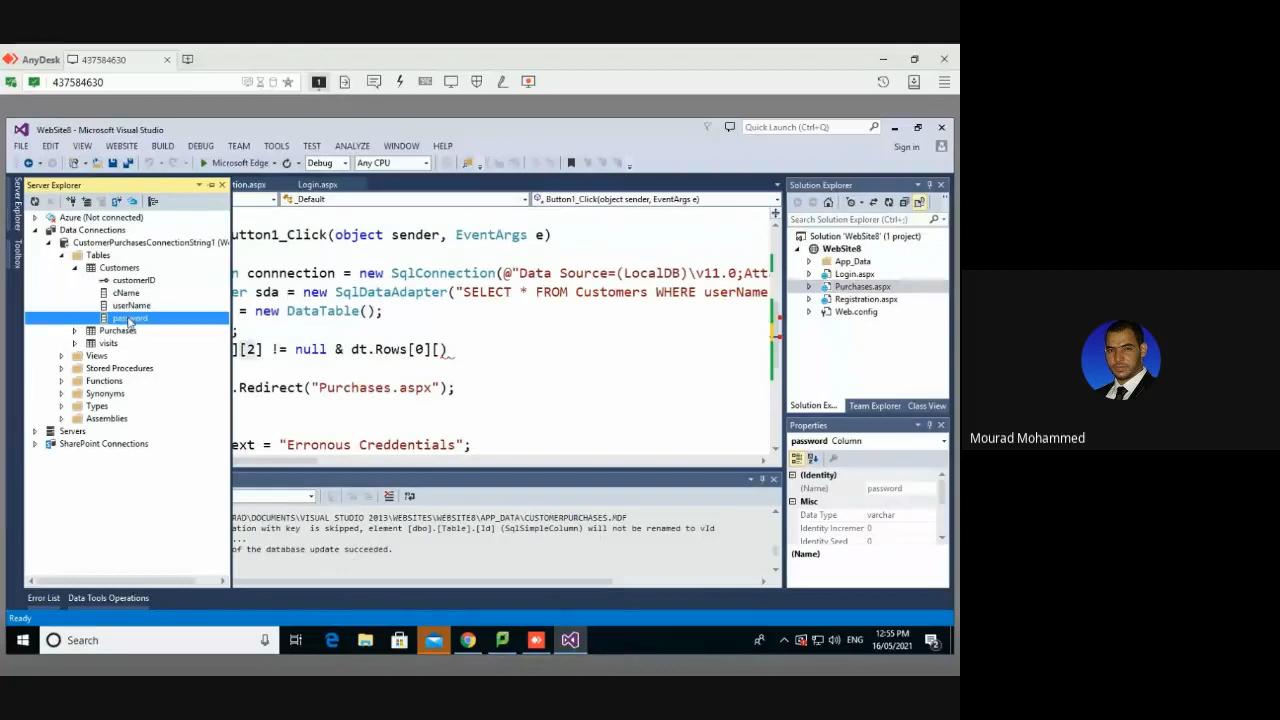 AnyDesk
437584630
437584630
WebSite8 - Microsoft Visual Studio
Quick Launch (Ctrl+Q)
FILE EDIT VIEW WEBSITE BUILD DEBUG TEAM TOOLS TEST ANALYZE WINDOW HELP
Sign in
Microsoft Edge Debug Any CPU
Server Explorer
Toolbox
Server Explorer
Azure (Not connected)
Data Connections
CustomerPurchasesConnectionString1 (W
Tables
Customers
customerID
cName
userName
password
Purchases
visits
Views
Stored Procedures
Functions
Synonyms
Types
Assemblies
Servers
SharePoint Connections
tion.aspx Login.aspx
_Default
Button1_Click(object sender, EventArgs e)
utton1_Click(object sender, EventArgs e)
n connnection = new SqlConnection(@"Data Source=(LocalDB)\v11.0;Att
er sda = new SqlDataAdapter("SELECT * FROM Customers WHERE userName
= new DataTable();
;
][2] != null & dt.Rows[0][)
.Redirect("Purchases.aspx");
ext = "Erronous Creddentials";
RAD\DOCUMENTS\VISUAL STUDIO 2013\WEBSITES\WEBSITE8\APP_DATA\CUSTOMERPURCHASES.MDF
ation with key  is skipped, element [dbo].[Table].[Id] (SqlSimpleColumn) will not be renamed to vId
...
of the database update succeeded.
Solution Explorer
Search Solution Explorer (Ctrl+;)
Solution 'WebSite8' (1 project)
WebSite8
App_Data
Login.aspx
Purchases.aspx
Registration.aspx
Web.config
Solution Ex... Team Explorer Class View
Properties
password Column
(Identity)
(Name) password
Misc
Data Type varchar
Identity Incremer 0
Identity Seed 0
(Name)
Error List Data Tools Operations
Ready
Search
ENG
12:55 PM
16/05/2021
2
Mourad Mohammed